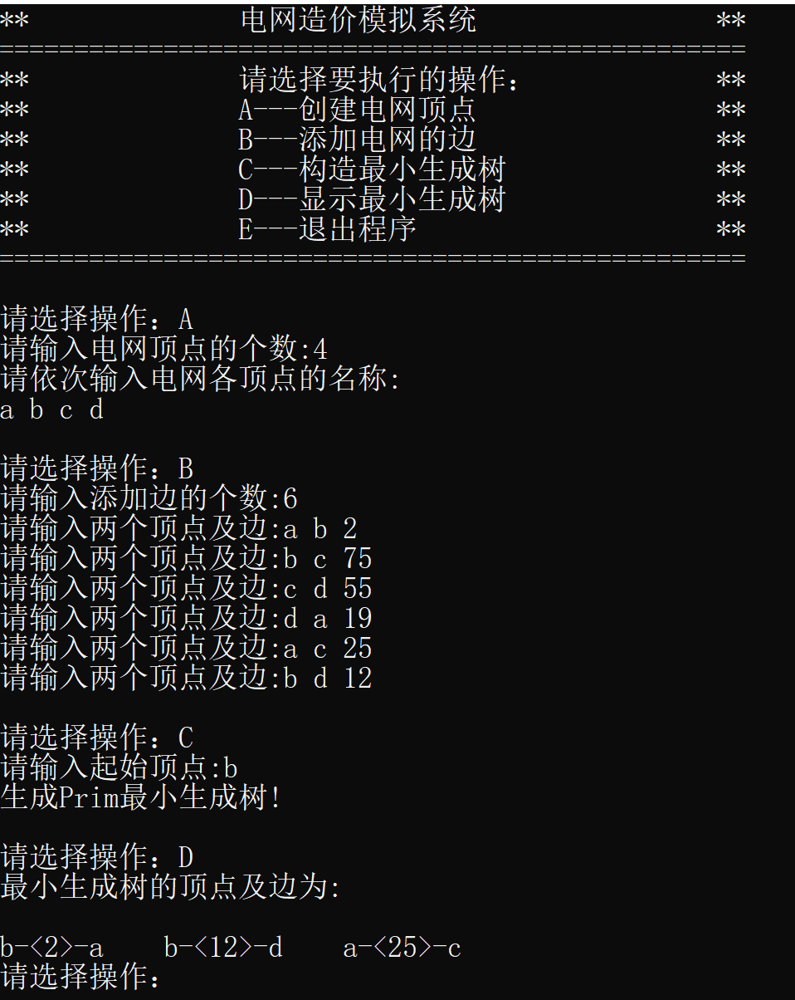 **              电网造价模拟系统                **
==================================================
**              请选择要执行的操作:             **
**              A---创建电网顶点                **
**              B---添加电网的边                **
**              C---构造最小生成树              **
**              D---显示最小生成树              **
**              E---退出程序                    **
==================================================
请选择操作：A
请输入电网顶点的个数:4
请依次输入电网各顶点的名称:
a b c d
请选择操作：B
请输入添加边的个数:6
请输入两个顶点及边:a b 2
请输入两个顶点及边:b c 75
请输入两个顶点及边:c d 55
请输入两个顶点及边:d a 19
请输入两个顶点及边:a c 25
请输入两个顶点及边:b d 12
请选择操作：C
请输入起始顶点:b
生成Prim最小生成树!
请选择操作：D
最小生成树的顶点及边为:
b-<2>-a    b-<12>-d    a-<25>-c
请选择操作：